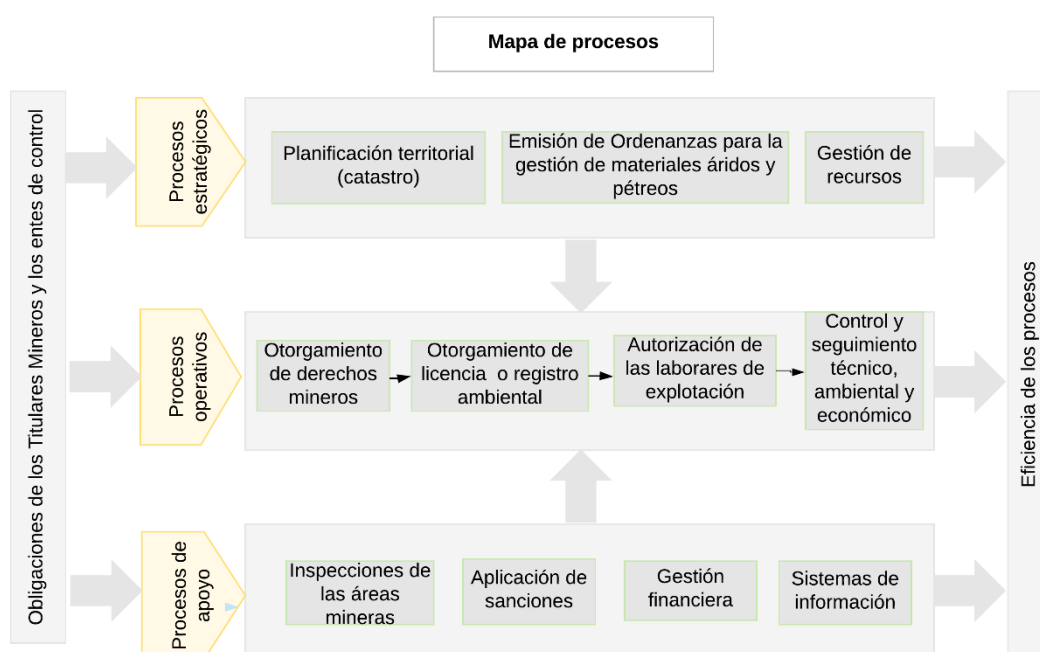 Mapa de procesos
Obligaciones de los Titulares Mineros y los entes de control
Procesos
estratégicos
Planificación territorial
(catastro)
Emisión de Ordenanzas para la
gestión de materiales áridos y
pétreos
Gestión de
recursos
Procesos
operativos
Otorgamiento
de derechos
mineros
Otorgamiento de
licencia o registro
ambiental
Autorización de
las laborares de
explotación
Control y
seguimiento
técnico,
ambiental y
económico
Procesos de
apoyo
Inspecciones de
las áreas
mineras
Aplicación de
sanciones
Gestión
financiera
Sistemas de
información
Eficiencia de los procesos